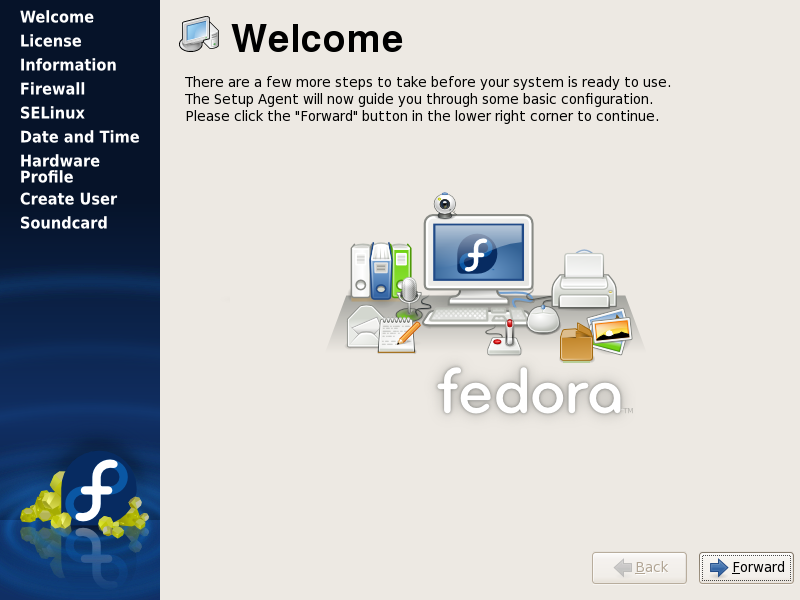 Welcome
License
Information
Firewall
SELinux
Date and Time
Hardware
Profile
Create User
Soundcard
Welcome
There are a few more steps to take before your system is ready to use.
The Setup Agent will now guide you through some basic configuration.
Please click the "Forward" button in the lower right corner to continue.
fedora™
Back
Forward